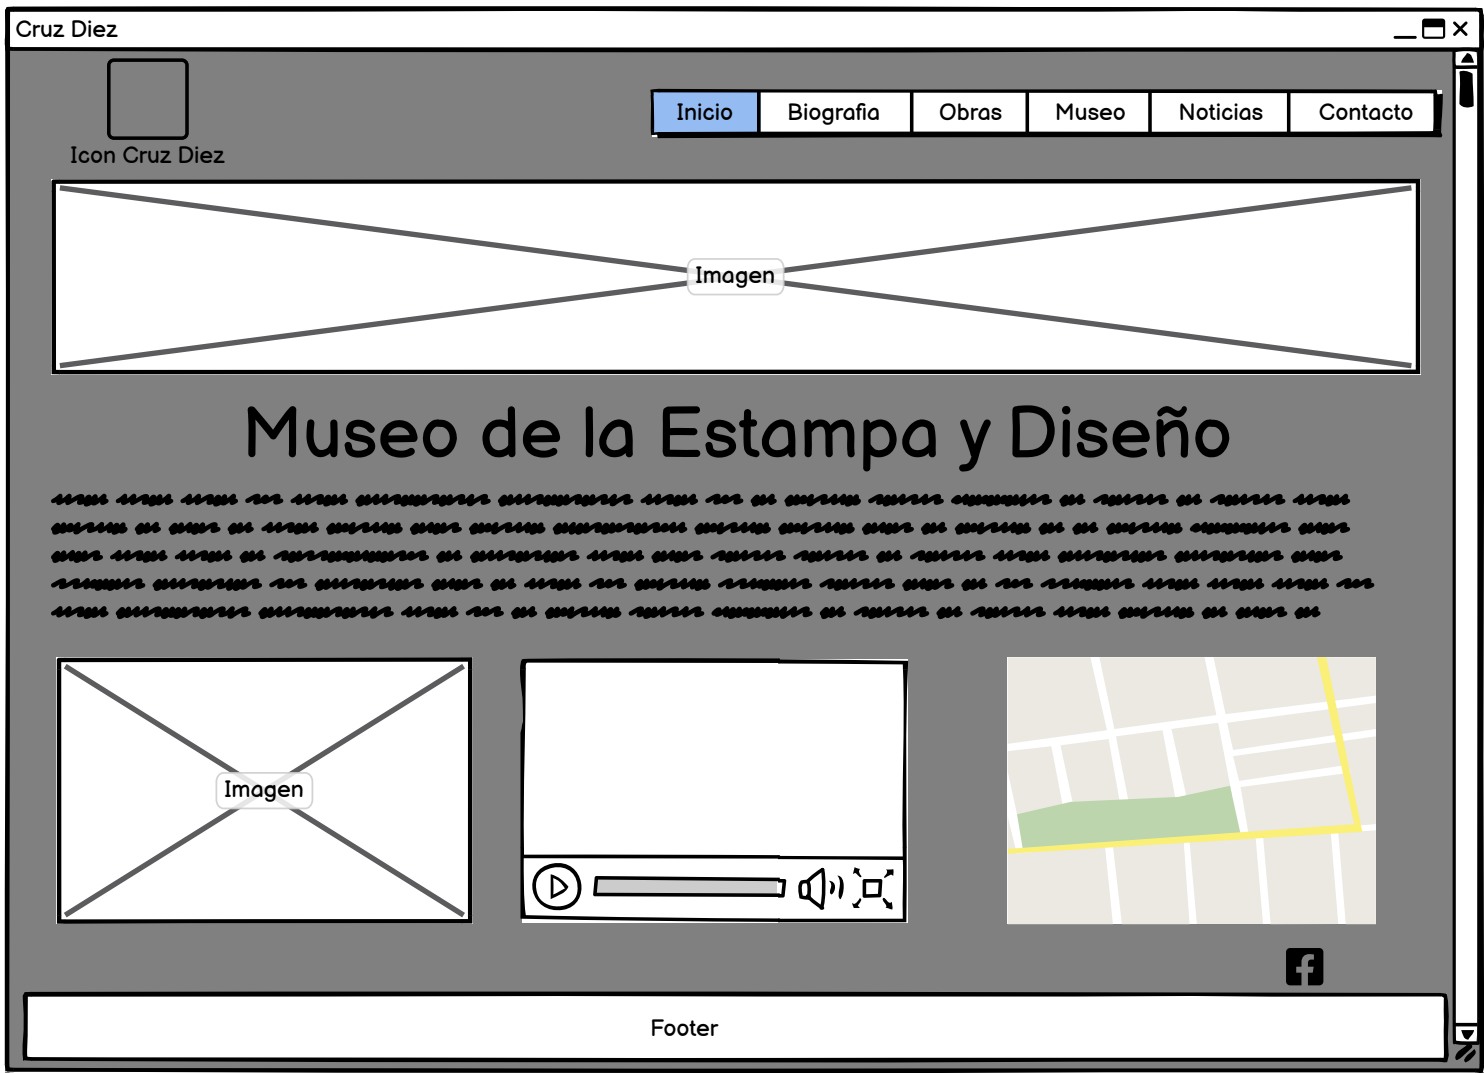 Cruz Diez
Icon Cruz Diez
Inicio Biografia Obras Museo Noticias Contacto
Imagen
Museo de la Estampa y Diseño
Imagen
Footer